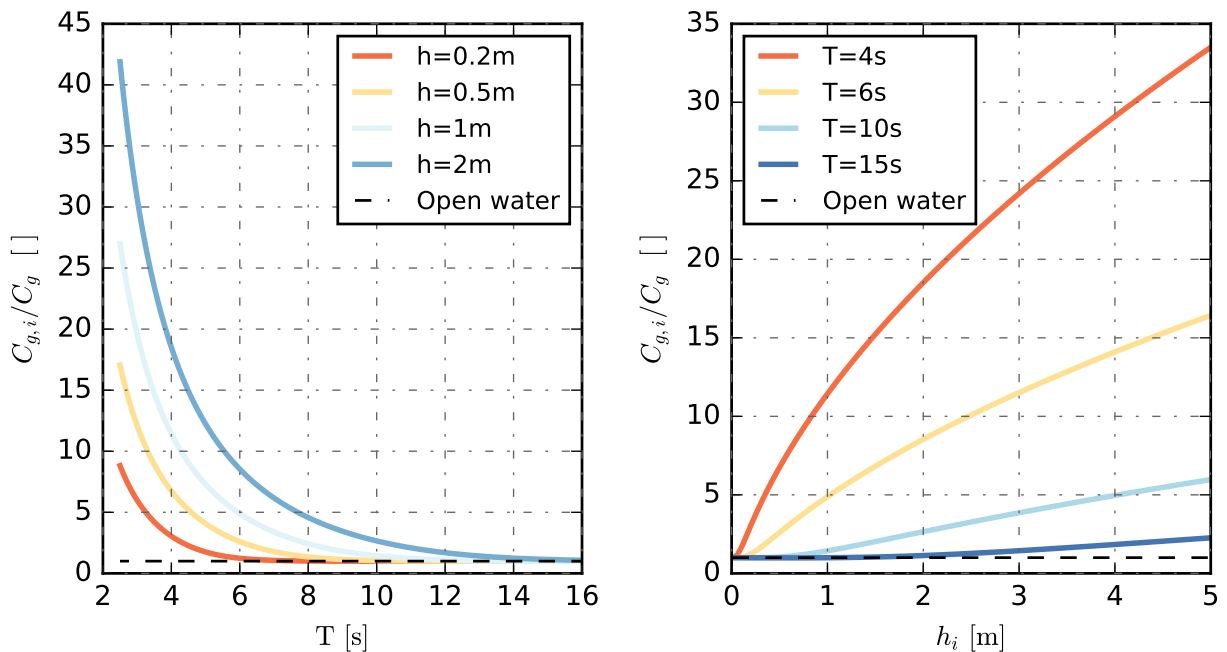 45
40
35
30
25
20
15
10
5
0
2 4 6 8 10 12 14 16
T [s]
C_{g,i}/C_g [ ]
h=0.2m
h=0.5m
h=1m
h=2m
Open water
35
30
25
20
15
10
5
0
0 1 2 3 4 5
h_i [m]
C_{g,i}/C_g [ ]
T=4s
T=6s
T=10s
T=15s
Open water